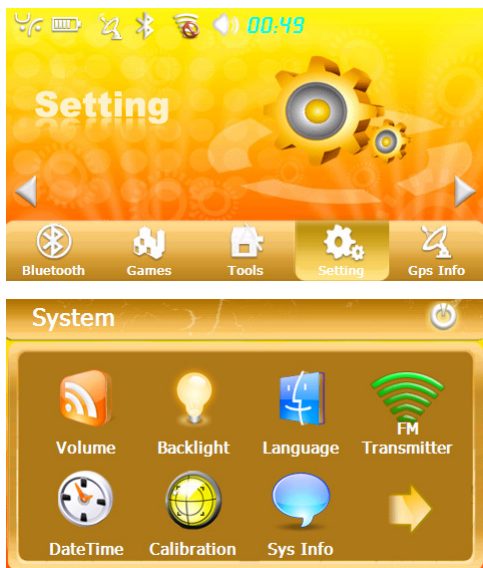 00:49
Setting
Bluetooth Games Tools Setting Gps Info
System
Volume Backlight Language FM Transmitter
DateTime Calibration Sys Info